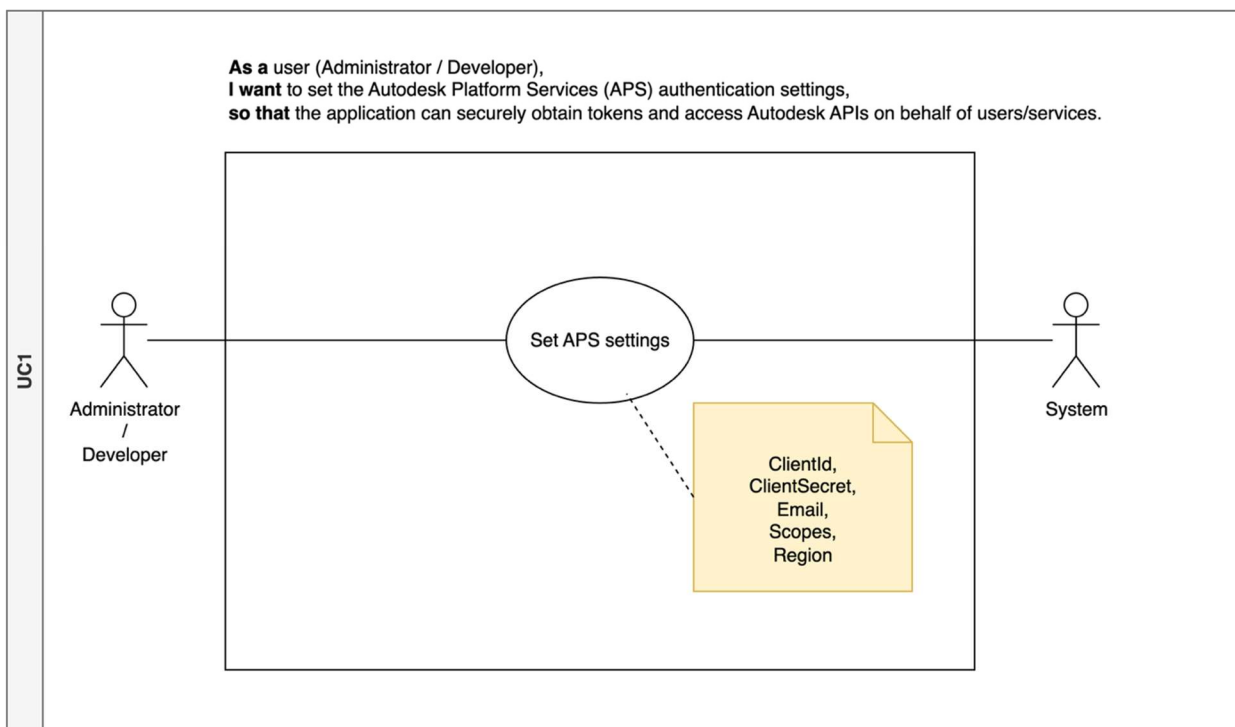 UC1
As a user (Administrator / Developer),
I want to set the Autodesk Platform Services (APS) authentication settings,
so that the application can securely obtain tokens and access Autodesk APIs on behalf of users/services.
Set APS settings
Administrator
/
Developer
System
ClientId,
ClientSecret,
Email,
Scopes,
Region